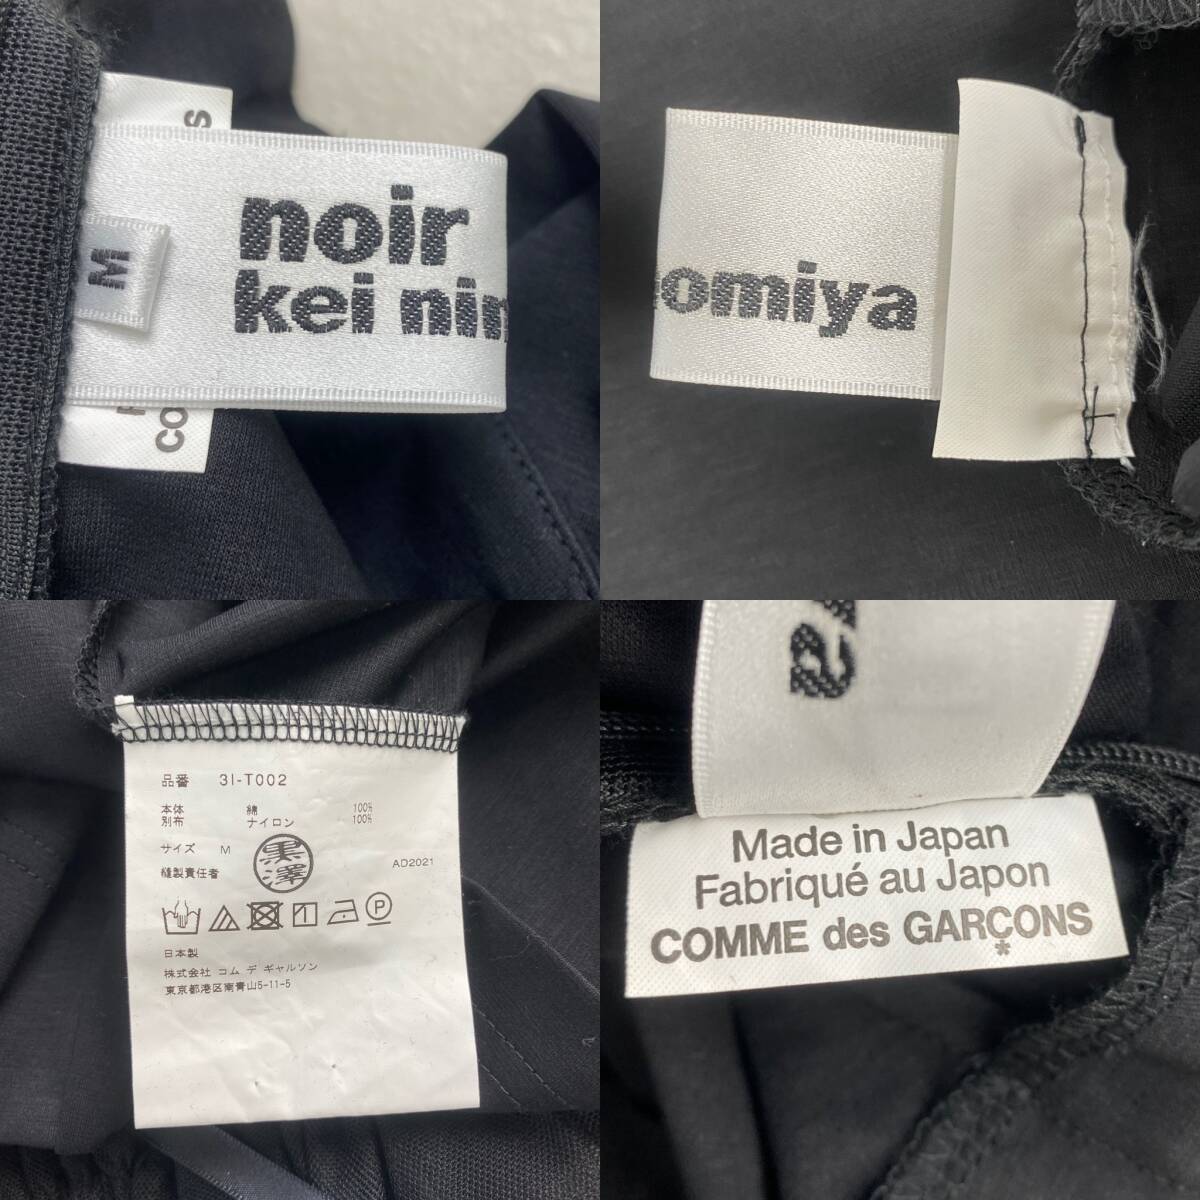 S
noir
kei nin
M
CO
omiya
品番 3I-T002
本体 綿 100%
別布 ナイロン 100%
サイズ M
縫製責任者 黒澤 AD2021
P
日本製
株式会社 コム デ ギャルソン
東京都港区南青山5-11-5
Made in Japan
Fabriqué au Japon
COMME des GARÇONS
*